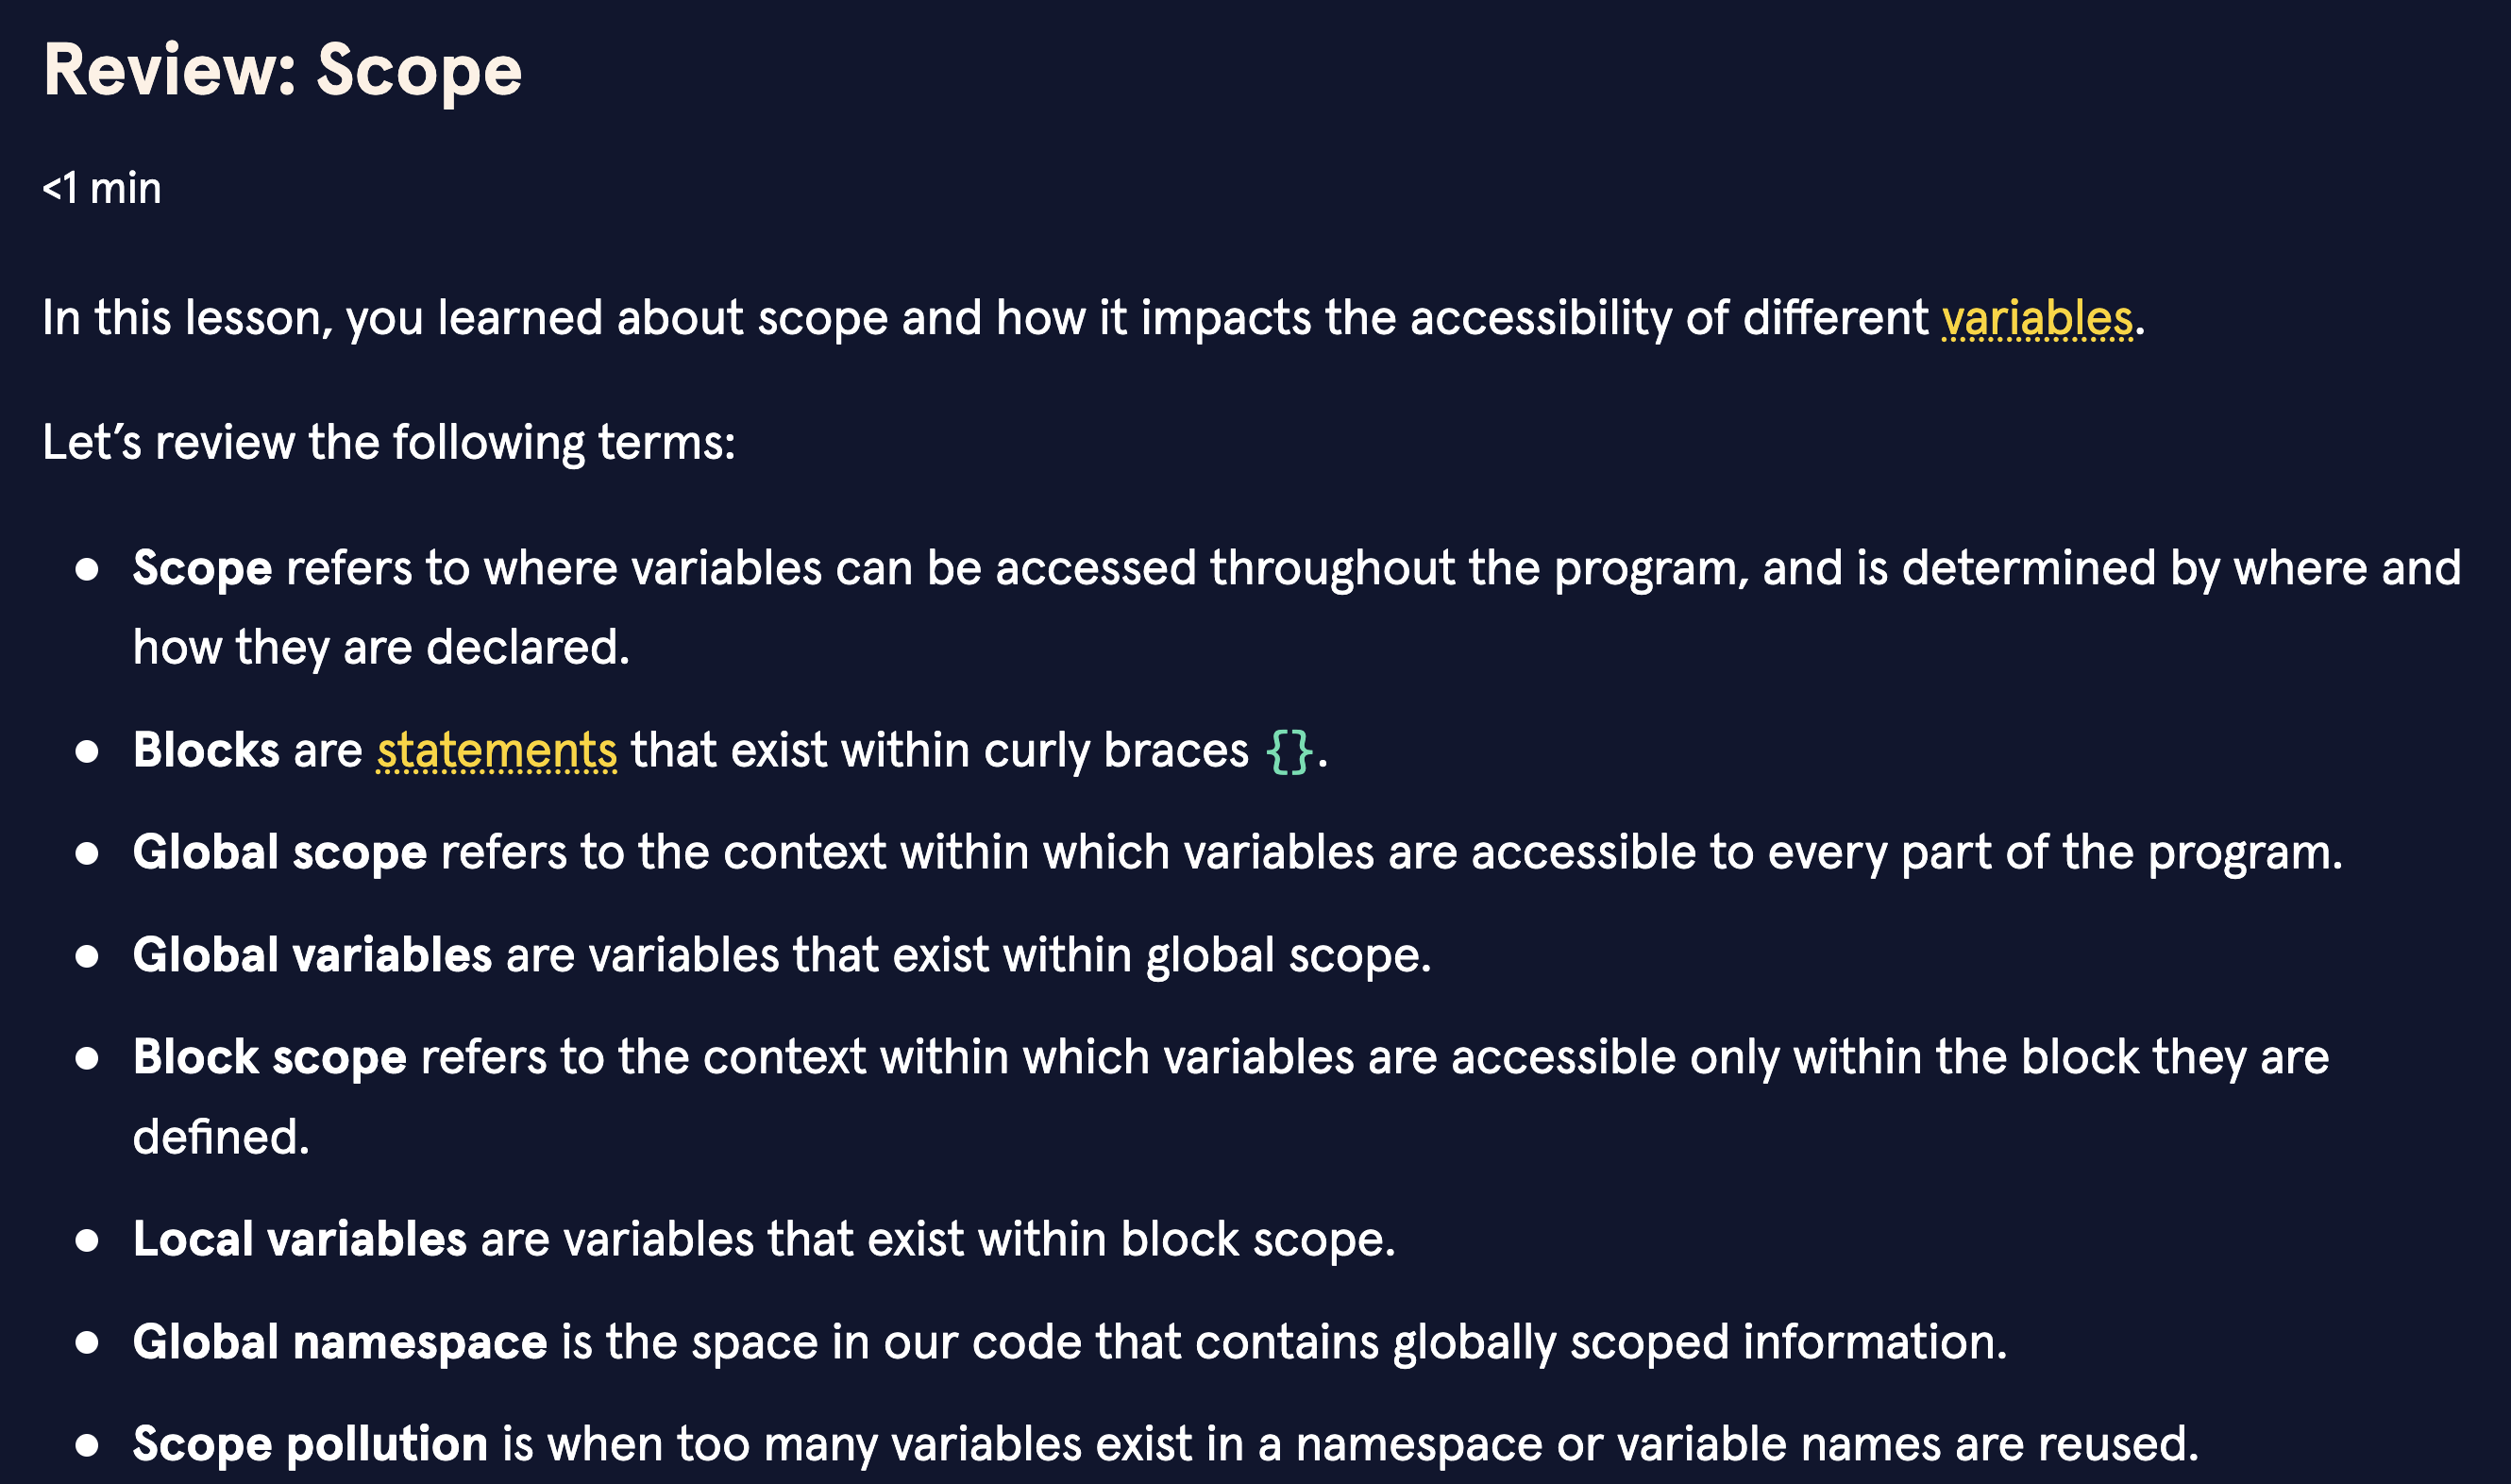 Review: Scope
<1 min
In this lesson, you learned about scope and how it impacts the accessibility of different variables.
Let’s review the following terms:
● Scope refers to where variables can be accessed throughout the program, and is determined by where and
how they are declared.
● Blocks are statements that exist within curly braces {}.
● Global scope refers to the context within which variables are accessible to every part of the program.
● Global variables are variables that exist within global scope.
● Block scope refers to the context within which variables are accessible only within the block they are
defined.
● Local variables are variables that exist within block scope.
● Global namespace is the space in our code that contains globally scoped information.
● Scope pollution is when too many variables exist in a namespace or variable names are reused.